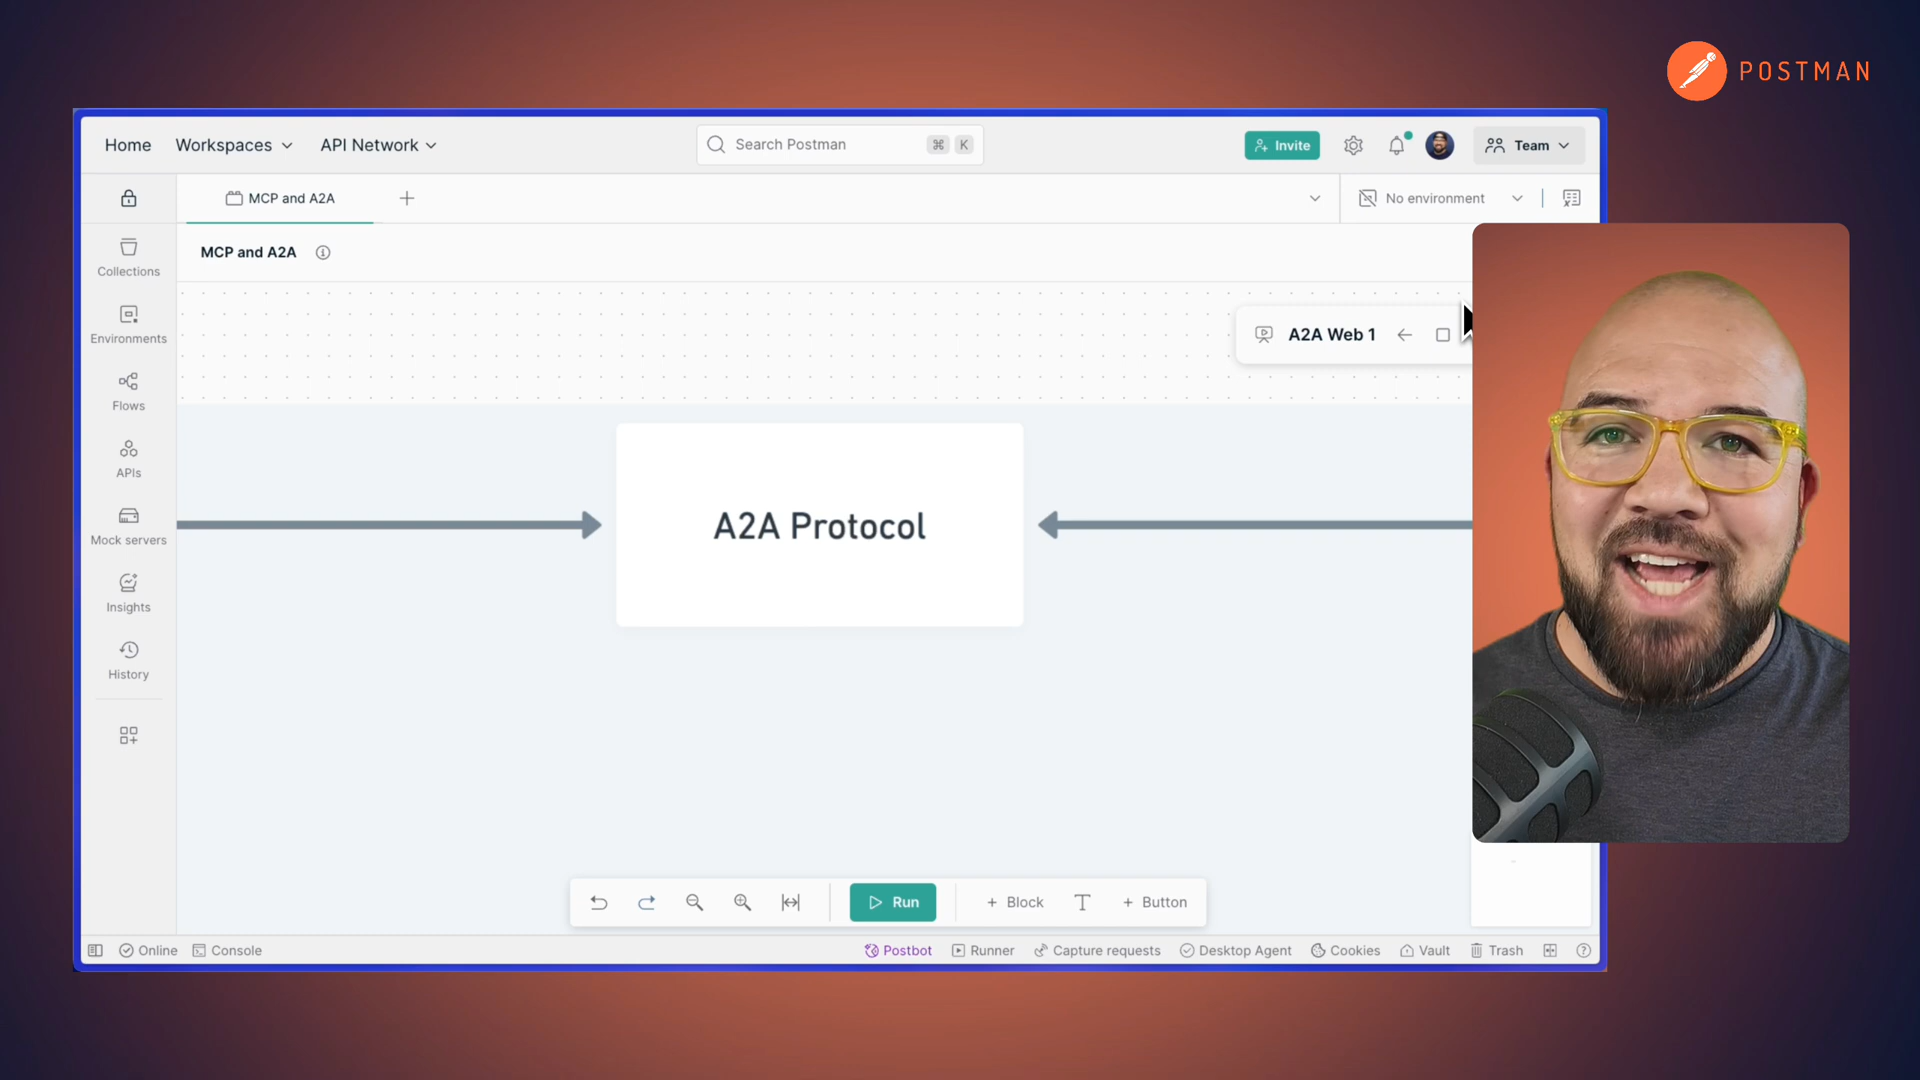 POSTMAN
Home Workspaces API Network Search Postman ⌘ K Invite Team
MCP and A2A No environment
MCP and A2A
Collections
Environments
Flows
APIs
Mock servers
Insights
History
A2A Web 1
A2A Protocol
Run + Block T + Button
Online Console Postbot Runner Capture requests Desktop Agent Cookies Vault Trash